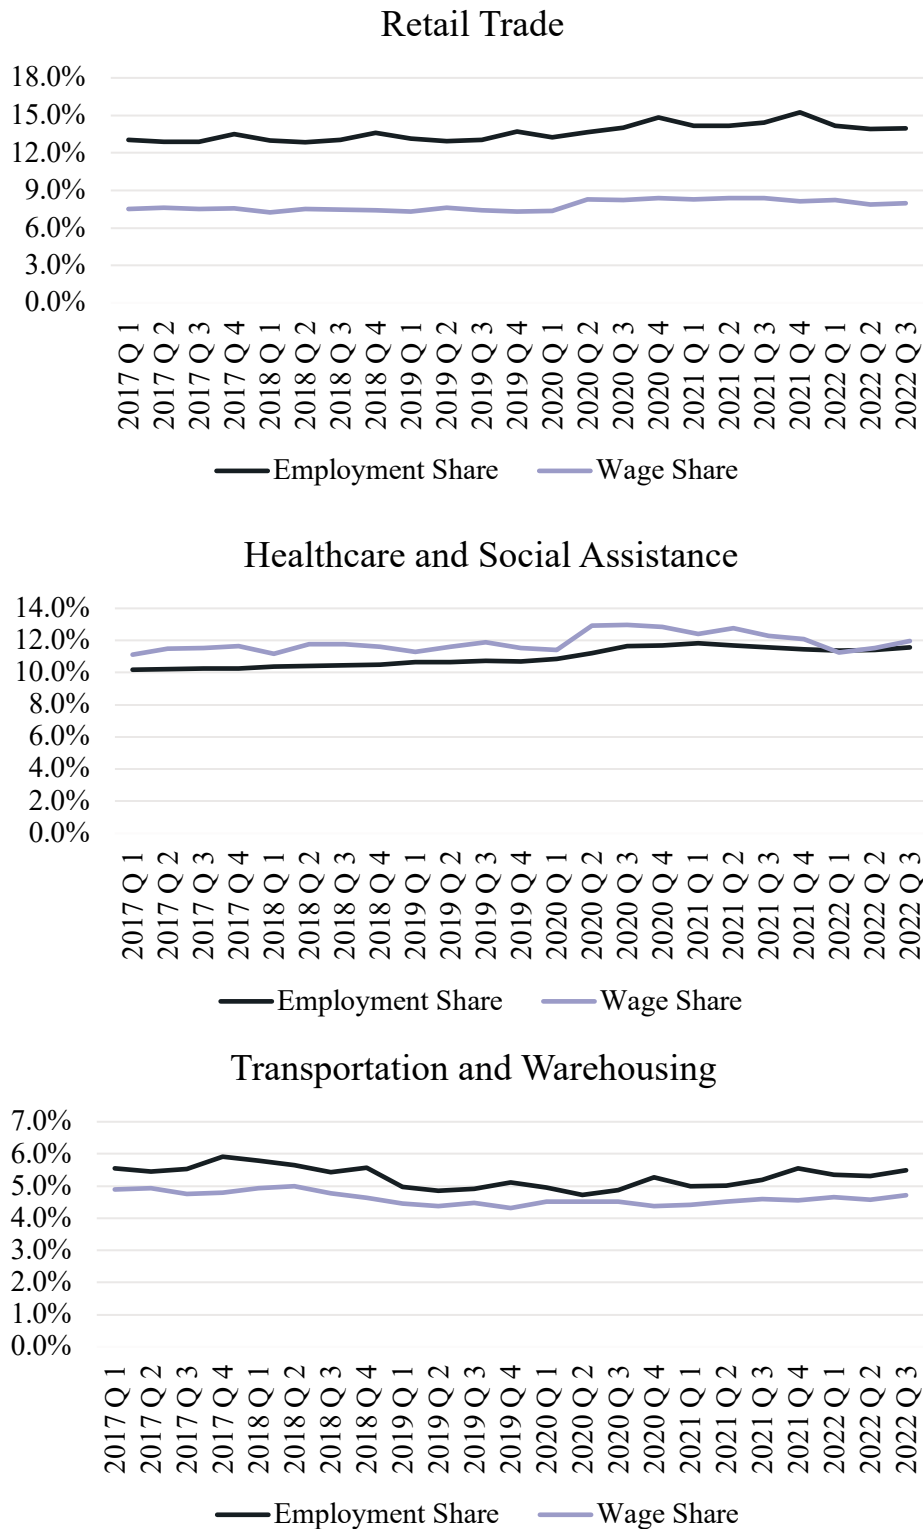 Retail Trade
18.0%
15.0%
12.0%
9.0%
6.0%
3.0%
0.0%
2017 Q 1
2017 Q 2
2017 Q 3
2017 Q 4
2018 Q 1
2018 Q 2
2018 Q 3
2018 Q 4
2019 Q 1
2019 Q 2
2019 Q 3
2019 Q 4
2020 Q 1
2020 Q 2
2020 Q 3
2020 Q 4
2021 Q 1
2021 Q 2
2021 Q 3
2021 Q 4
2022 Q 1
2022 Q 2
2022 Q 3
Employment Share Wage Share
Healthcare and Social Assistance
14.0%
12.0%
10.0%
8.0%
6.0%
4.0%
2.0%
0.0%
2017 Q 1
2017 Q 2
2017 Q 3
2017 Q 4
2018 Q 1
2018 Q 2
2018 Q 3
2018 Q 4
2019 Q 1
2019 Q 2
2019 Q 3
2019 Q 4
2020 Q 1
2020 Q 2
2020 Q 3
2020 Q 4
2021 Q 1
2021 Q 2
2021 Q 3
2021 Q 4
2022 Q 1
2022 Q 2
2022 Q 3
Employment Share Wage Share
Transportation and Warehousing
7.0%
6.0%
5.0%
4.0%
3.0%
2.0%
1.0%
0.0%
2017 Q 1
2017 Q 2
2017 Q 3
2017 Q 4
2018 Q 1
2018 Q 2
2018 Q 3
2018 Q 4
2019 Q 1
2019 Q 2
2019 Q 3
2019 Q 4
2020 Q 1
2020 Q 2
2020 Q 3
2020 Q 4
2021 Q 1
2021 Q 2
2021 Q 3
2021 Q 4
2022 Q 1
2022 Q 2
2022 Q 3
Employment Share Wage Share